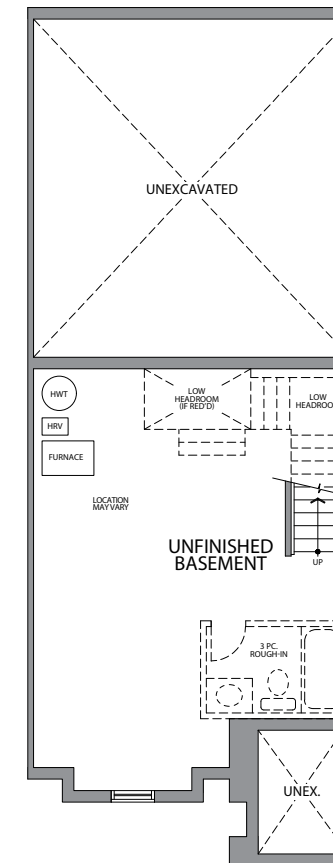 UNEXCAVATED
HWT
HRV
FURNACE
LOW
HEADROOM
(IF REQ'D)
LOW
LOCATION
MAY VARY
UNFINISHED
BASEMENT
UP
3 PC.
ROUGH-IN
UNEX.